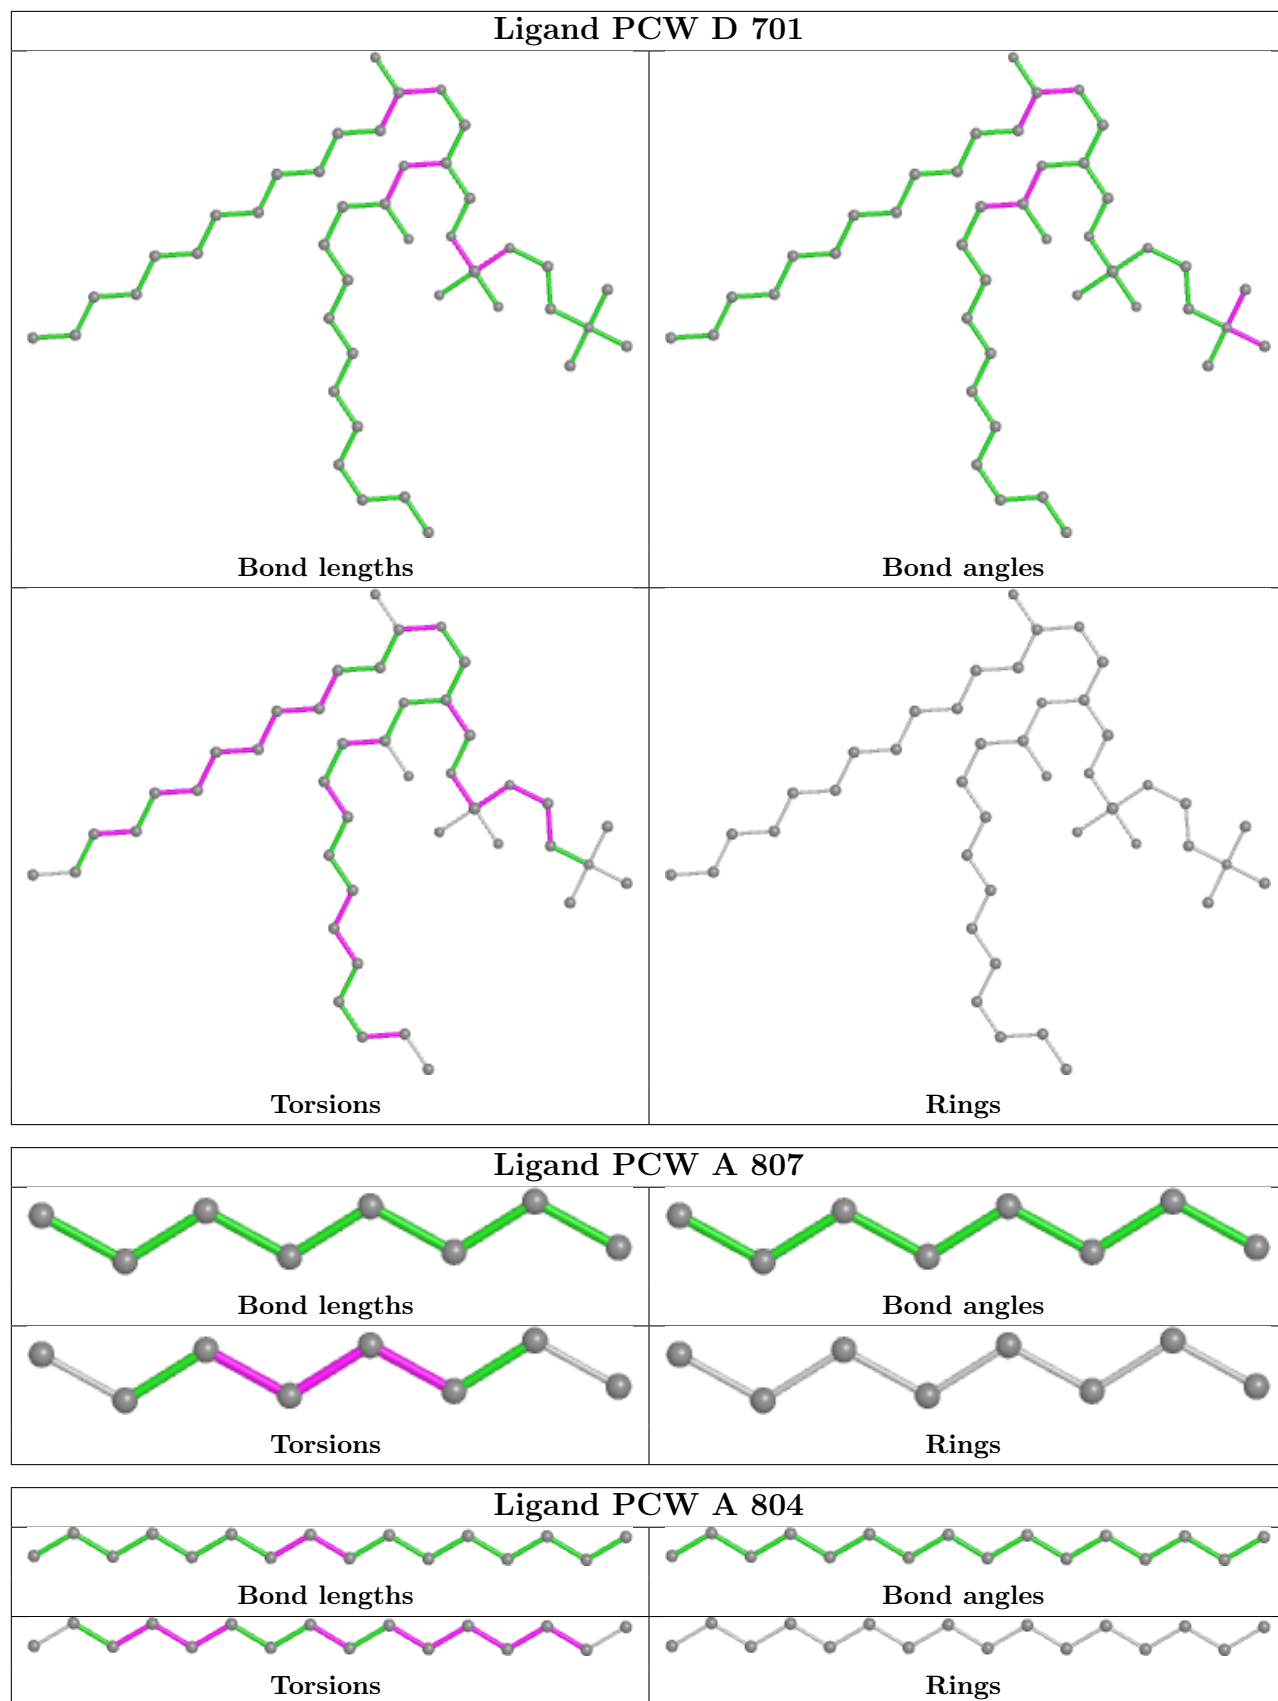 Ligand PCW D 701
Bond lengths
Bond angles
Torsions
Rings
Ligand PCW A 807
Bond lengths
Bond angles
Torsions
Rings
Ligand PCW A 804
Bond lengths
Bond angles
Torsions
Rings